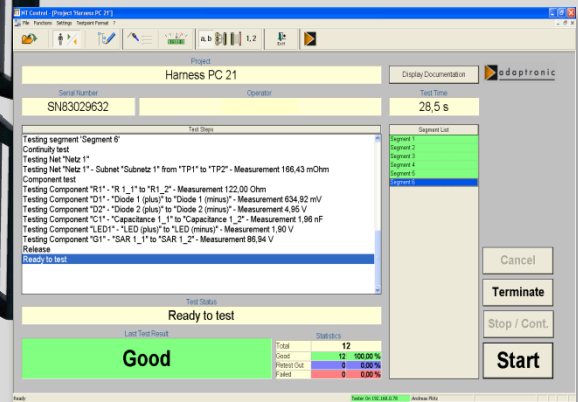 NT Control - [Project 'Harness PC 21']
File Functions Settings Testpoint Format ?
a, b
1, 2
Exit
Project
Harness PC 21
Display Documentation
adaptronic
Serial Number
Operator
Test Time
SN83029632
28,5 s
Test Steps
Segment List
Testing segment 'Segment 6'
Continuity test
Testing Net "Netz 1"
Testing Net "Netz 1" - Subnet "Subnetz 1" from "TP1" to "TP2" - Measurement 166,43 mOhm
Component test
Testing Component "R1" - "R 1_1" to "R1_2" - Measurement 122,00 Ohm
Testing Component "D1" - "Diode 1 (plus)" to "Diode 1 (minus)" - Measurement 634,92 mV
Testing Component "D2" - "Diode 2 (plus)" to "Diode 2 (minus)" - Measurement 4,95 V
Testing Component "C1" - "Capacitance 1_1" to "Capacitance 1_2" - Measurement 1,96 nF
Testing Component "LED1" - "LED (plus)" to "LED (minus)" - Measurement 1,90 V
Testing Component "G1" - "SAR 1_1" to "SAR 1_2" - Measurement 86,94 V
Release
Ready to test
Segment 1
Segment 2
Segment 3
Segment 4
Segment 5
Segment 6
Cancel
Terminate
Stop / Cont.
Start
Test Status
Ready to test
Last Test Result
Good
Statistics
Total 12
Good 12 100,00 %
Retest Out 0 0,00 %
Failed 0 0,00 %
Ready
Tester On 192.168.0.78